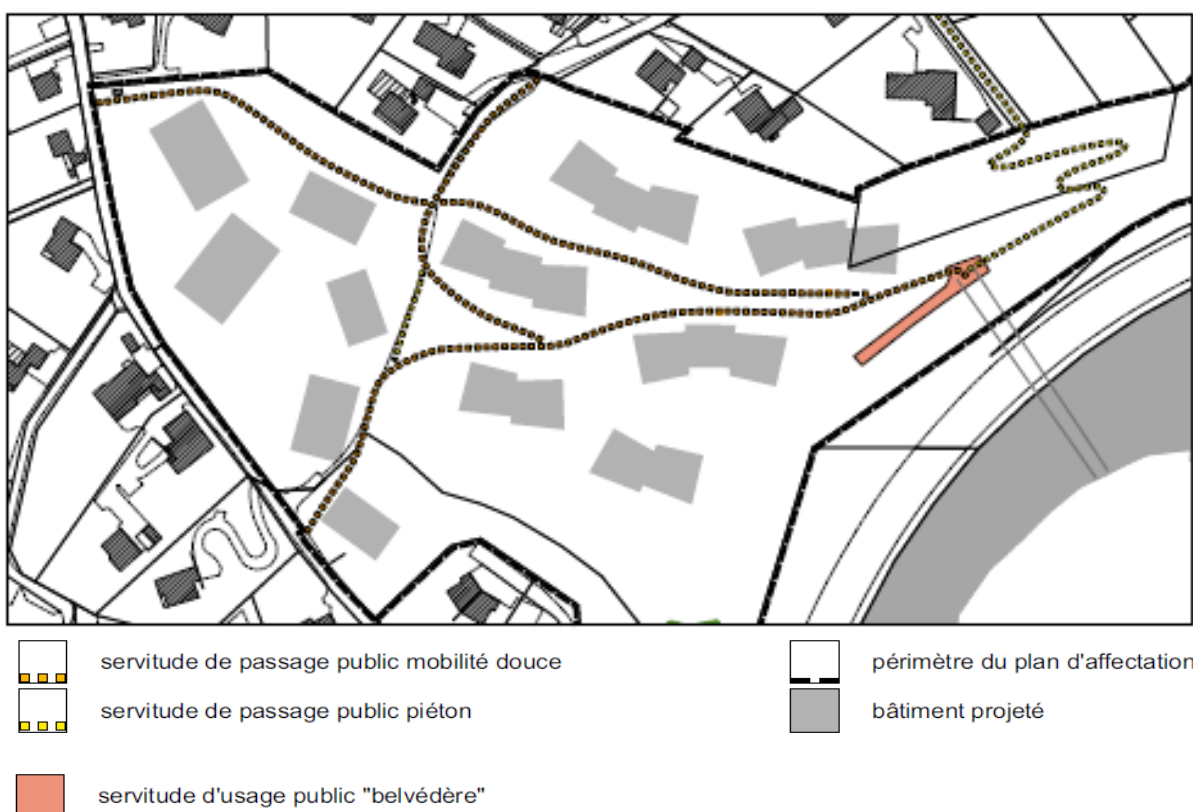 servitude de passage public mobilité douce
servitude de passage public piéton
servitude d'usage public "belvédère"
périmètre du plan d'affectation
bâtiment projeté